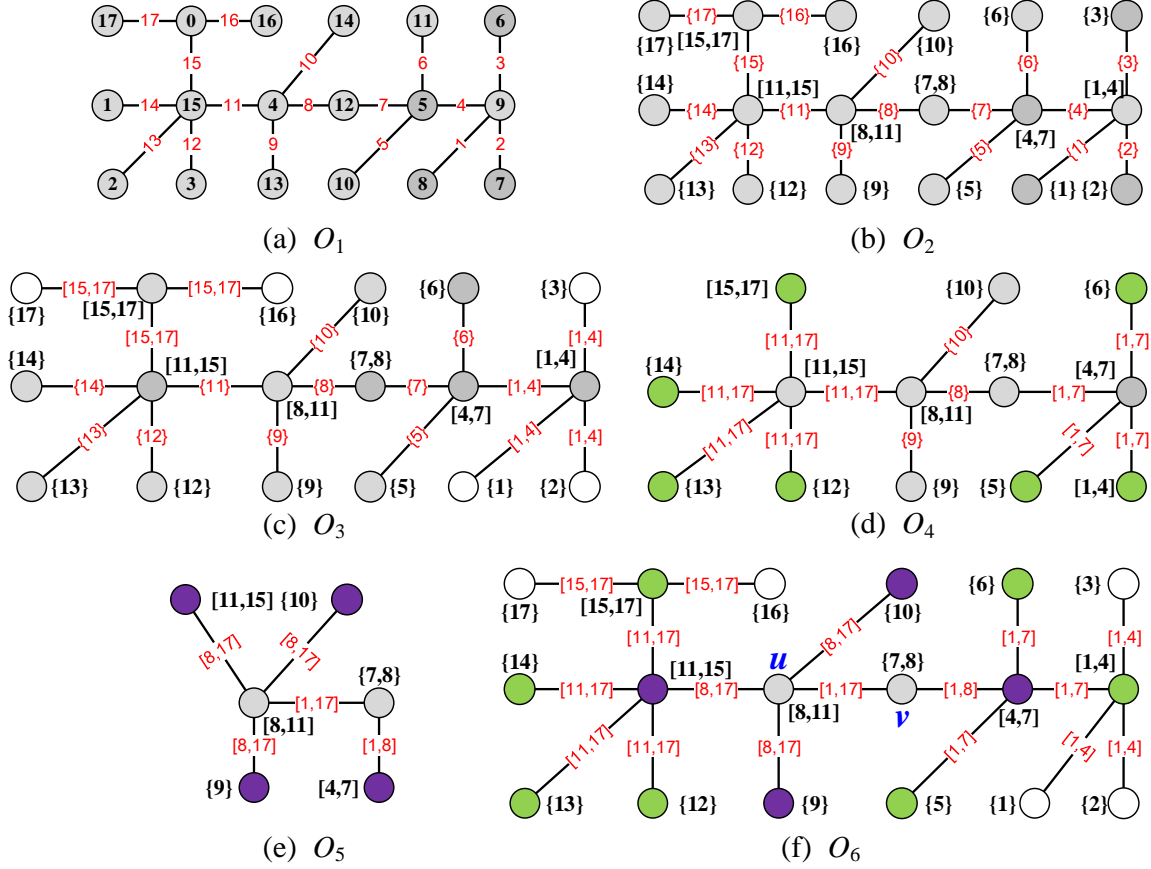 17 17 0 16 16 14 11 6
15 10 6 3
1 14 15 11 4 8 12 7 5 4 9
13 12 9 5 1 2
2 3 13 10 8 7
(a) O1
{17} {16} {6} {3}
{17} [15,17] {16} {10}
{15} {10} {6} {3}
{14} [11,15] {7,8} [1,4]
{14} {11} {8} {7} {4}
[8,11] [4,7]
{13} {12} {9} {5} {1} {2}
{13} {12} {9} {5} {1} {2}
(b) O2
[15,17] [15,17] {6} {3}
{17} [15,17] {16} {10}
[15,17] {10} {6} [1,4]
{14} [11,15] {7,8} [1,4]
{14} {11} {8} {7} [1,4]
[8,11] [4,7]
{13} {12} {9} {5} [1,4] [1,4]
{13} {12} {9} {5} {1} {2}
(c) O3
[15,17] {10} {6}
{10} [1,7]
{14} [11,15] {7,8} [4,7]
[11,17] [11,17] {8} [1,7]
[8,11]
[11,17] [11,17] {9} [1,7] [1,7]
{13} {12} {9} {5} [1,4]
(d) O4
[11,15] {10}
[8,17] [8,17]
{7,8}
[1,17]
[8,11]
[8,17] [1,8]
{9} [4,7]
(e) O5
[15,17] [15,17] {6} {3}
{17} [15,17] {16} {10}
[11,17] [8,17] [1,7] [1,4]
{14} [11,15] u {7,8} [1,4]
[11,17] [8,17] [1,17] [1,8] [1,7]
[8,11] v [4,7]
[11,17] [11,17] [8,17] [1,7] [1,4] [1,4]
{13} {12} {9} {5} {1} {2}
(f) O6